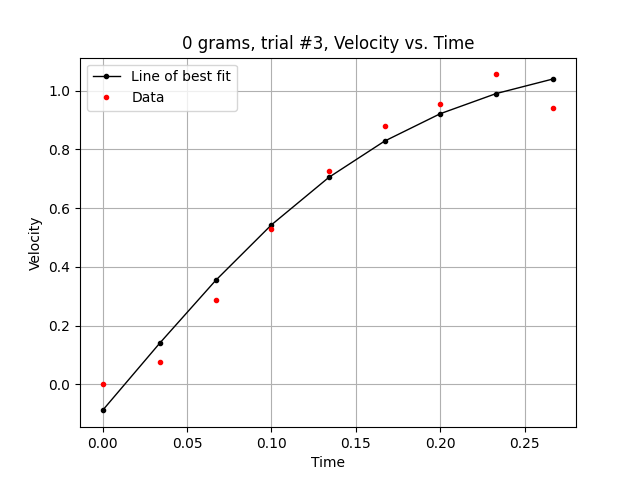 0 grams, trial #3, Velocity vs. Time
Line of best fit
Data
1.0
0.8
0.6
0.4
0.2
0.0
Velocity
0.00 0.05 0.10 0.15 0.20 0.25
Time